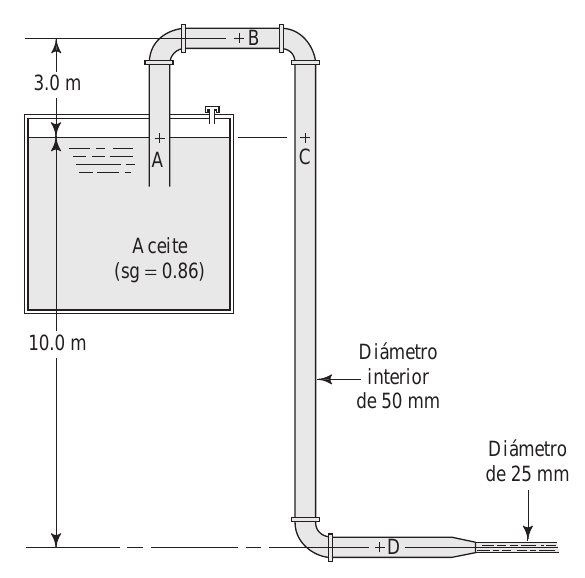 B
3.0 m
A
C
Aceite
(sg = 0.86)
10.0 m
Diámetro
interior
de 50 mm
Diámetro
de 25 mm
D